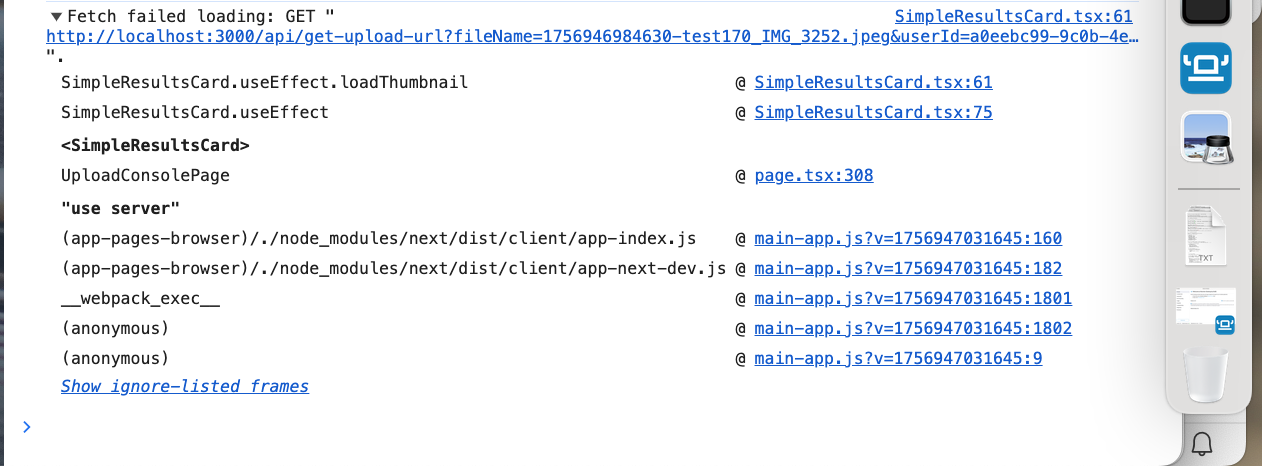 ▼Fetch failed loading: GET " SimpleResultsCard.tsx:61
http://localhost:3000/api/get-upload-url?fileName=1756946984630-test170_IMG_3252.jpeg&userId=a0eebc99-9c0b-4e…
".
SimpleResultsCard.useEffect.loadThumbnail @ SimpleResultsCard.tsx:61
SimpleResultsCard.useEffect @ SimpleResultsCard.tsx:75
<SimpleResultsCard>
UploadConsolePage @ page.tsx:308
"use server"
(app-pages-browser)/./node_modules/next/dist/client/app-index.js @ main-app.js?v=1756947031645:160
(app-pages-browser)/./node_modules/next/dist/client/app-next-dev.js @ main-app.js?v=1756947031645:182
__webpack_exec__ @ main-app.js?v=1756947031645:1801
(anonymous) @ main-app.js?v=1756947031645:1802
(anonymous) @ main-app.js?v=1756947031645:9
Show ignore-listed frames
TXT